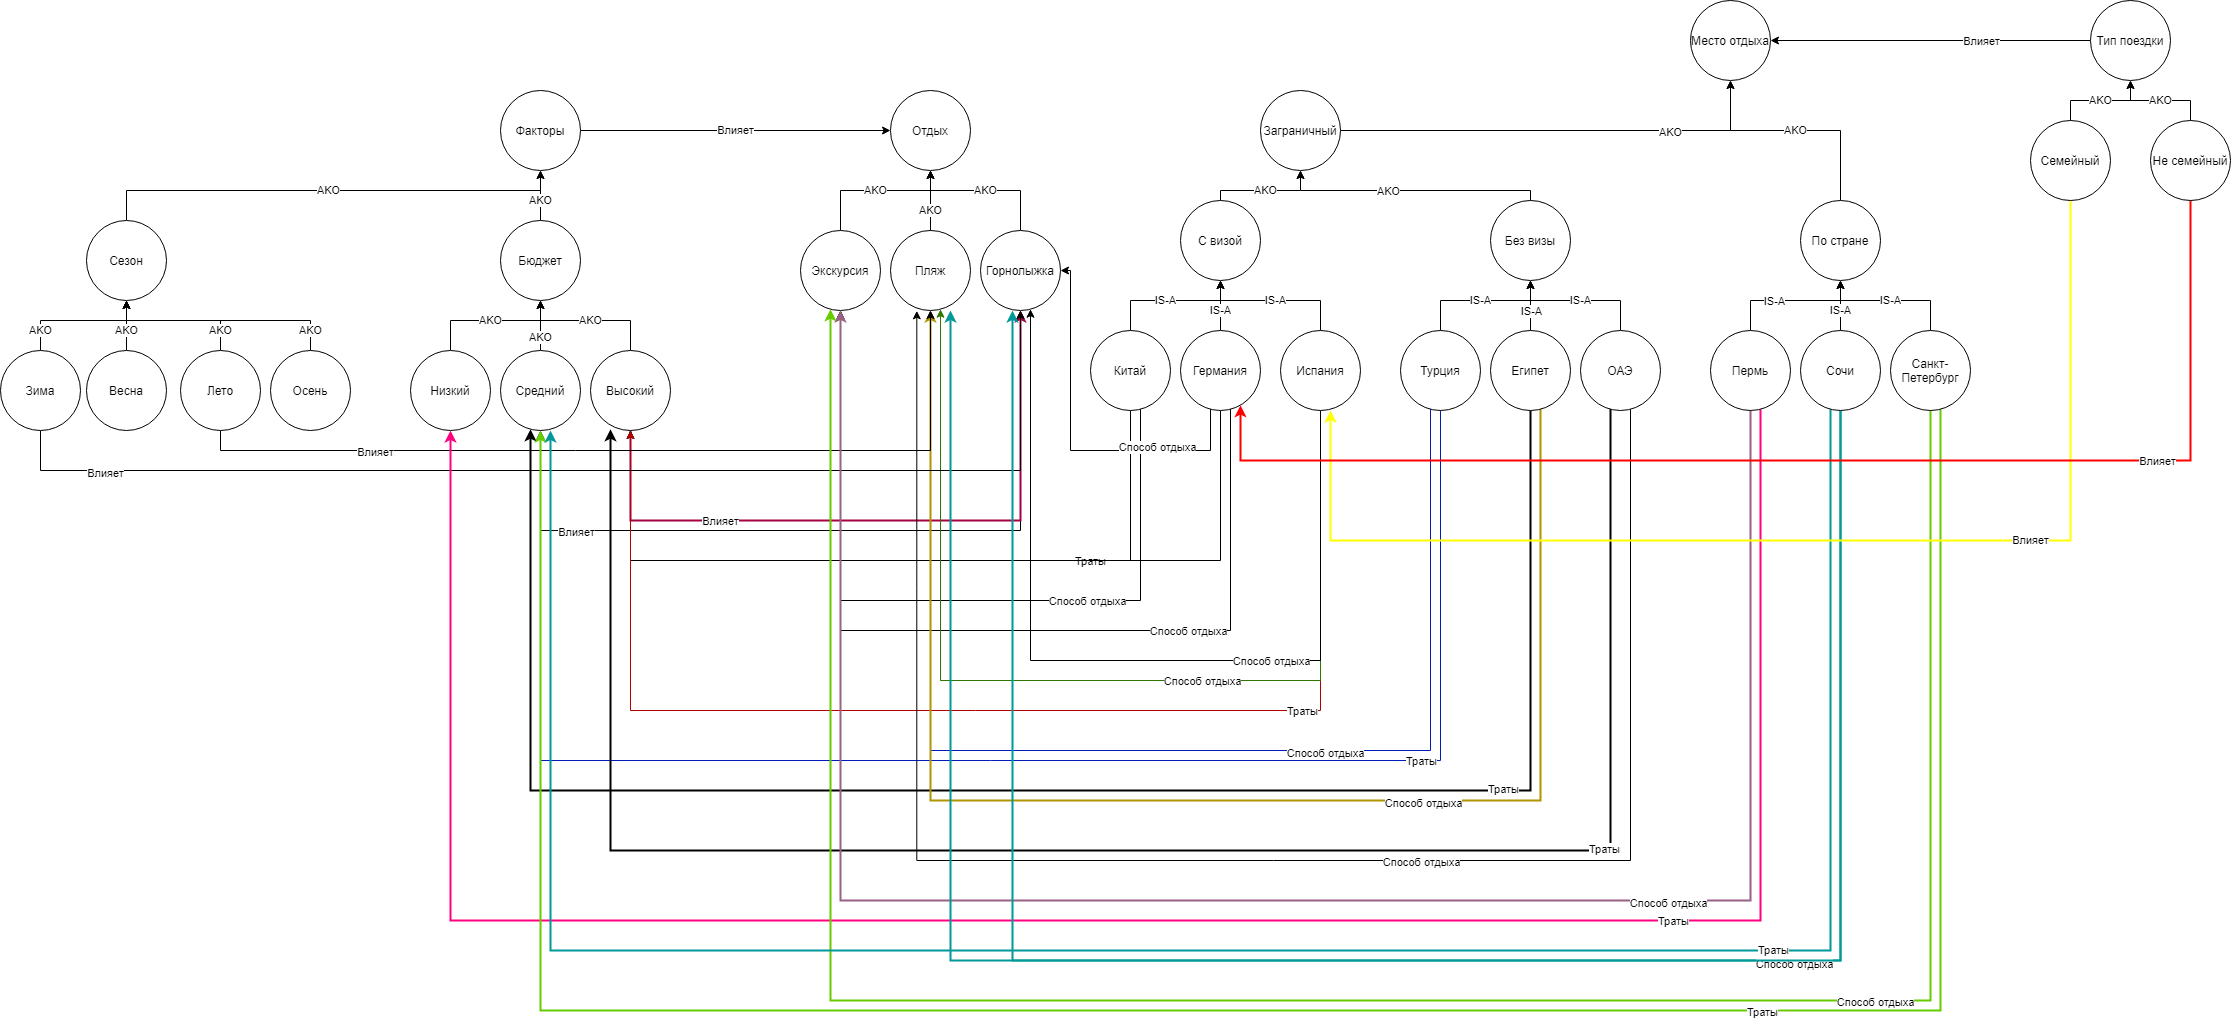 Место отдыха
Влияет
Тип поездки
АКО
АКО
Факторы
Влияет
Отдых
Заграничный
АКО
АКО
Семейный
Не семейный
АКО
АКО
АКО
АКО
АКО
АКО
АКО
Сезон
Бюджет
Экскурсия
Пляж
Горнолыжка
С визой
Без визы
По стране
IS-A
IS-A
IS-A
IS-A
IS-A
IS-A
IS-A
IS-A
IS-A
АКО
АКО
АКО
АКО
АКО
АКО
АКО
Зима
Весна
Лето
Осень
Низкий
Средний
Высокий
Китай
Германия
Испания
Турция
Египет
ОАЭ
Пермь
Сочи
Санкт-
Петербург
Влияет
Способ отдыха
Влияет
Влияет
Влияет
Влияет
Влияет
Траты
Способ отдыха
Способ отдыха
Способ отдыха
Способ отдыха
Траты
Способ отдыха
Траты
Траты
Способ отдыха
Траты
Способ отдыха
Способ отдыха
Траты
Траты
Способ отдыха
Способ отдыха
Траты